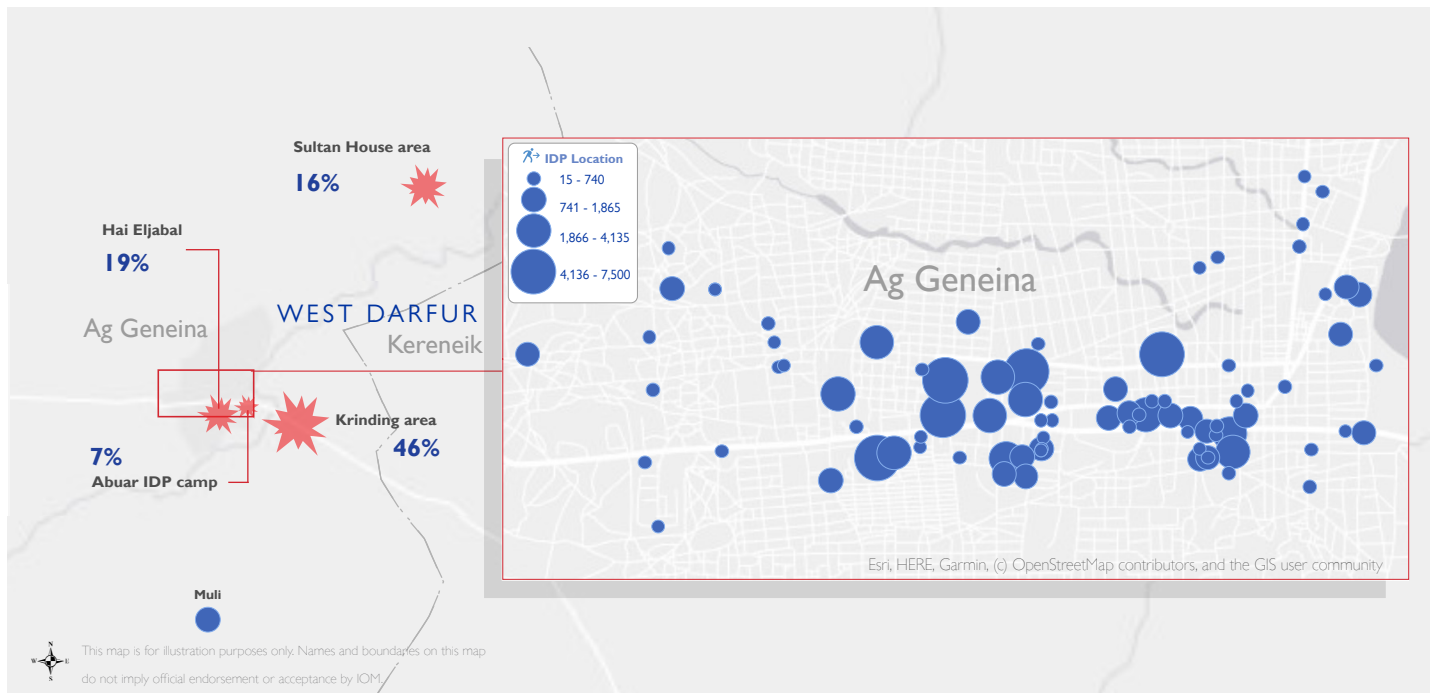 Sultan House area
16%
Hai Eljabal
19%
Ag Geneina
WEST DARFUR
Kereneik
Krinding area
46%
7%
Abuar IDP camp
Muli
N
W E
S
This map is for illustration purposes only. Names and boundaries on this map
do not imply official endorsement or acceptance by IOM.
IDP Location
15 - 740
741 - 1,865
1,866 - 4,135
4,136 - 7,500
Ag Geneina
Esri, HERE, Garmin, (c) OpenStreetMap contributors, and the GIS user community